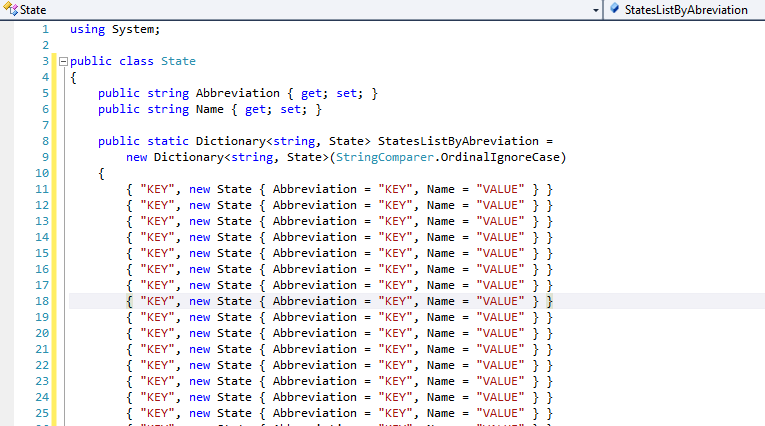 State StatesListByAbreviation
1 using System;
2
3 public class State
4 {
5 public string Abbreviation { get; set; }
6 public string Name { get; set; }
7
8 public static Dictionary<string, State> StatesListByAbreviation =
9 new Dictionary<string, State>(StringComparer.OrdinalIgnoreCase)
10 {
11 { "KEY", new State { Abbreviation = "KEY", Name = "VALUE" } }
12 { "KEY", new State { Abbreviation = "KEY", Name = "VALUE" } }
13 { "KEY", new State { Abbreviation = "KEY", Name = "VALUE" } }
14 { "KEY", new State { Abbreviation = "KEY", Name = "VALUE" } }
15 { "KEY", new State { Abbreviation = "KEY", Name = "VALUE" } }
16 { "KEY", new State { Abbreviation = "KEY", Name = "VALUE" } }
17 { "KEY", new State { Abbreviation = "KEY", Name = "VALUE" } }
18 { "KEY", new State { Abbreviation = "KEY", Name = "VALUE" } }
19 { "KEY", new State { Abbreviation = "KEY", Name = "VALUE" } }
20 { "KEY", new State { Abbreviation = "KEY", Name = "VALUE" } }
21 { "KEY", new State { Abbreviation = "KEY", Name = "VALUE" } }
22 { "KEY", new State { Abbreviation = "KEY", Name = "VALUE" } }
23 { "KEY", new State { Abbreviation = "KEY", Name = "VALUE" } }
24 { "KEY", new State { Abbreviation = "KEY", Name = "VALUE" } }
25 { "KEY", new State { Abbreviation = "KEY", Name = "VALUE" } }